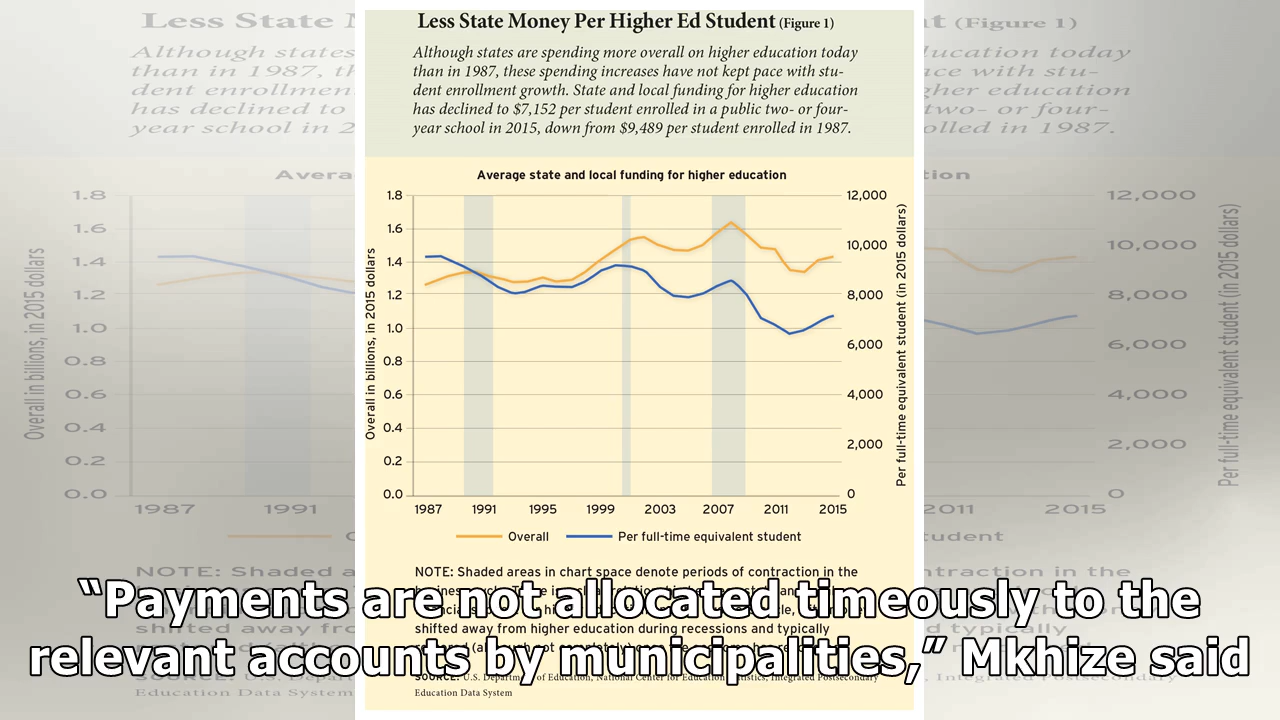 Less State Money Per Higher Ed Student (Figure 1)
Although states are spending more overall on higher education today
than in 1987, these spending increases have not kept pace with stu-
dent enrollment growth. State and local funding for higher education
has declined to $7,152 per student enrolled in a public two- or four-
year school in 2015, down from $9,489 per student enrolled in 1987.
Average state and local funding for higher education
Overall in billions, in 2015 dollars
1.8
1.6
1.4
1.2
1.0
0.8
0.6
0.4
0.2
0.0
12,000
10,000
8,000
6,000
4,000
2,000
0
Per full-time equivalent student (in 2015 dollars)
1987 1991 1995 1999 2003 2007 2011 2015
Overall Per full-time equivalent student
NOTE: Shaded areas in chart space denote periods of contraction in the
shifted away from higher education during recessions and typically
SOURCE: U.S. Department of Education, National Center for Education Statistics, Integrated Postsecondary
Education Data System
“Payments are not allocated timeously to the
relevant accounts by municipalities,” Mkhize said